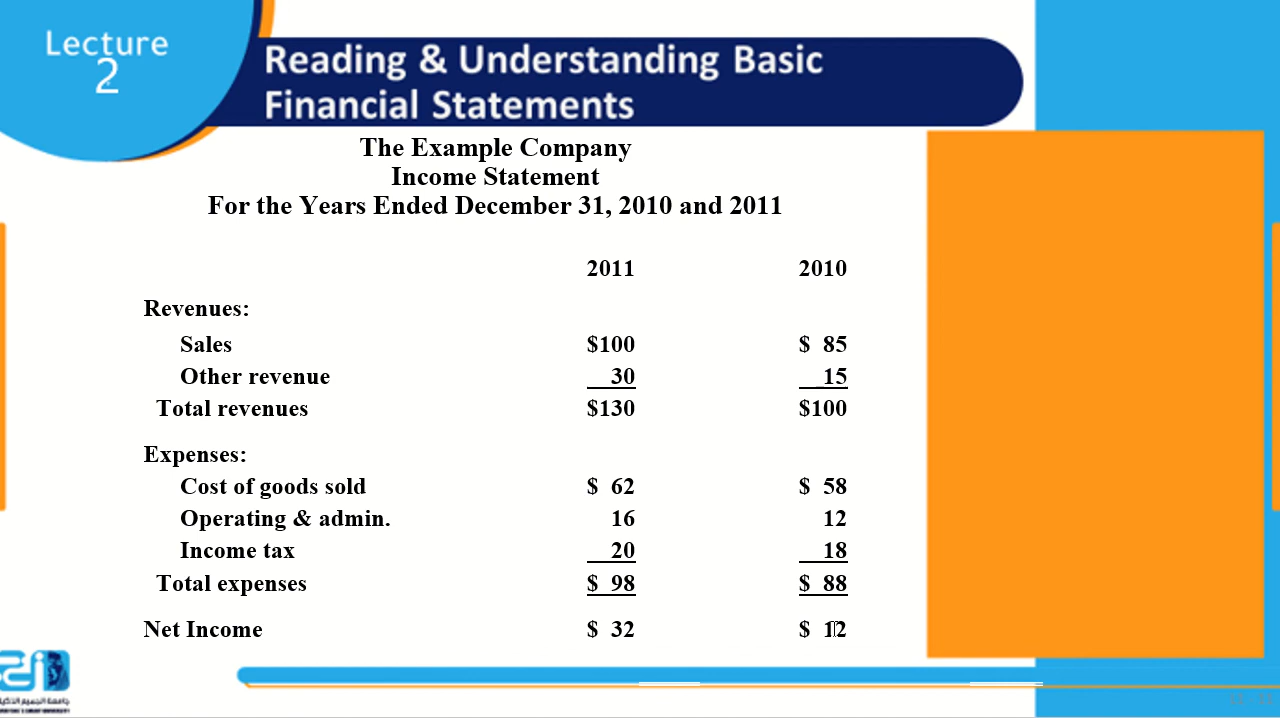 Lecture
2
Reading & Understanding Basic
Financial Statements
The Example Company
Income Statement
For the Years Ended December 31, 2010 and 2011
2011 2010
Revenues:
Sales $100 $ 85
Other revenue 30 15
Total revenues $130 $100
Expenses:
Cost of goods sold $ 62 $ 58
Operating & admin. 16 12
Income tax 20 18
Total expenses $ 98 $ 88
Net Income $ 32 $ 12